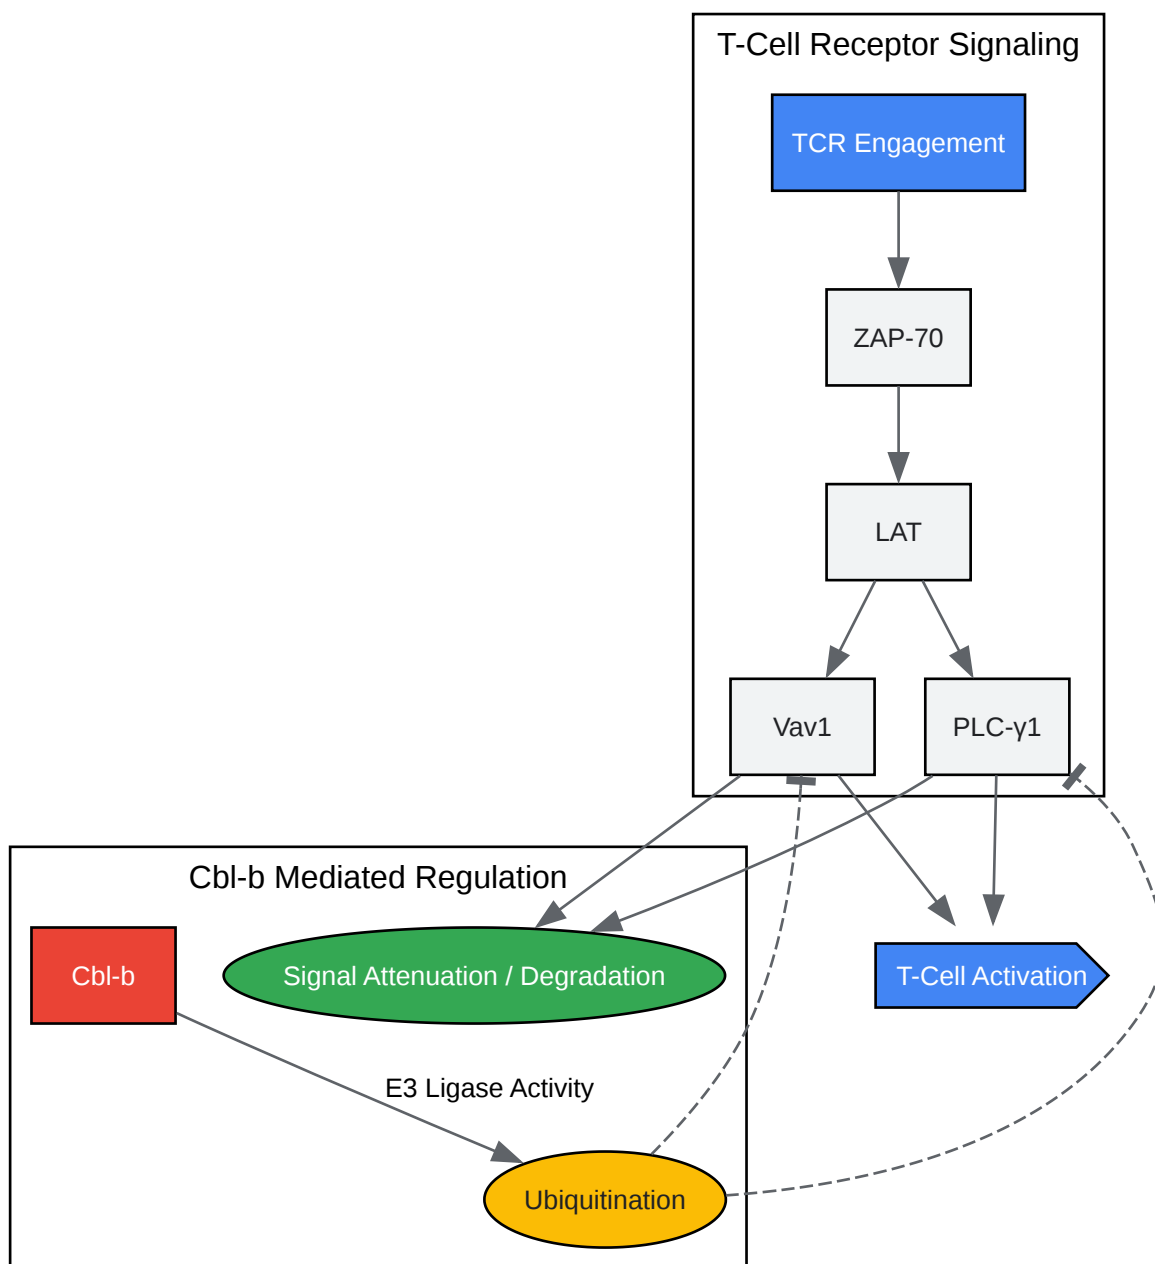 T-Cell Receptor Signaling
TCR Engagement
ZAP-70
LAT
Vav1
PLC-γ1
Cbl-b Mediated Regulation
Cbl-b
Signal Attenuation / Degradation
T-Cell Activation
E3 Ligase Activity
Ubiquitination